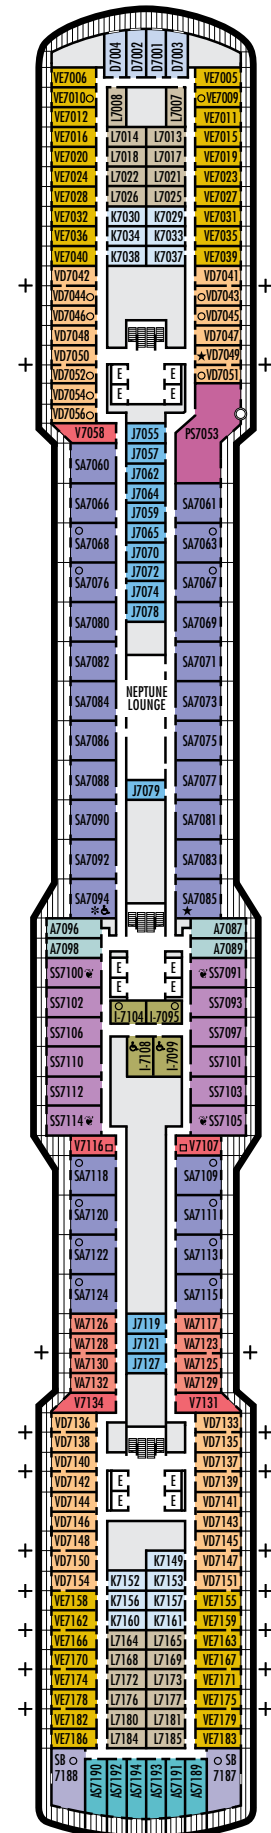 D7004 D7002 D7001 D7003
VE7006 VE7005
VE7010 L7008 L7007 VE7009
VE7012 VE7011
VE7016 L7014 L7013 VE7015
VE7020 L7018 L7017 VE7019
VE7024 L7022 L7021 VE7023
VE7028 L7026 L7025 VE7027
VE7032 K7030 K7029 VE7031
VE7036 K7034 K7033 VE7035
VE7040 K7038 K7037 VE7039
VD7042 VD7041
VD7044 VD7043
VD7046 VD7045
VD7048 VD7047
VD7050 ★VD7049
VD7052 E E VD7051
VD7054 E E
VD7056
V7058 J7055 PS7053
J7057
SA7060 J7062
J7064
SA7066 J7059 SA7061
J7065
SA7068 J7070 SA7063
J7072
SA7076 J7074 SA7067
J7078
SA7080 SA7069
SA7082 SA7071
SA7084 NEPTUNE SA7073
LOUNGE
SA7086 SA7075
SA7088 J7079 SA7077
SA7090 SA7081
SA7092 SA7083
SA7094 SA7085
A7096 A7087
A7098 A7089
SS7100 E E SS7091
SS7102 E E SS7093
I-7104 I-7095
SS7106 SS7097
SS7110 I-7108 I-7099 SS7101
SS7112 SS7103
SS7114 SS7105
V7116 V7107
SA7118 SA7109
SA7120 SA7111
SA7122 SA7113
SA7124 SA7115
VA7126 J7119 VA7117
VA7128 J7121 VA7123
VA7130 J7127 VA7125
VA7132 VA7129
V7134 V7131
VD7136 VD7133
VD7138 VD7135
VD7140 VD7137
VD7142 E E VD7139
VD7144 E E VD7141
VD7146 VD7143
VD7148 VD7145
VD7150 K7149 VD7147
VD7154 K7152 K7153 VD7151
VE7158 K7156 K7157 VE7155
VE7162 K7160 K7161 VE7159
VE7166 L7164 L7165 VE7163
VE7170 L7168 L7169 VE7167
VE7174 L7172 L7173 VE7171
VE7178 L7176 L7177 VE7175
VE7182 L7180 L7181 VE7179
VE7186 L7184 L7185 VE7183
SB SB
7188 7187
AS7190 AS7192 AS7194 AS7193 AS7191 AS7189